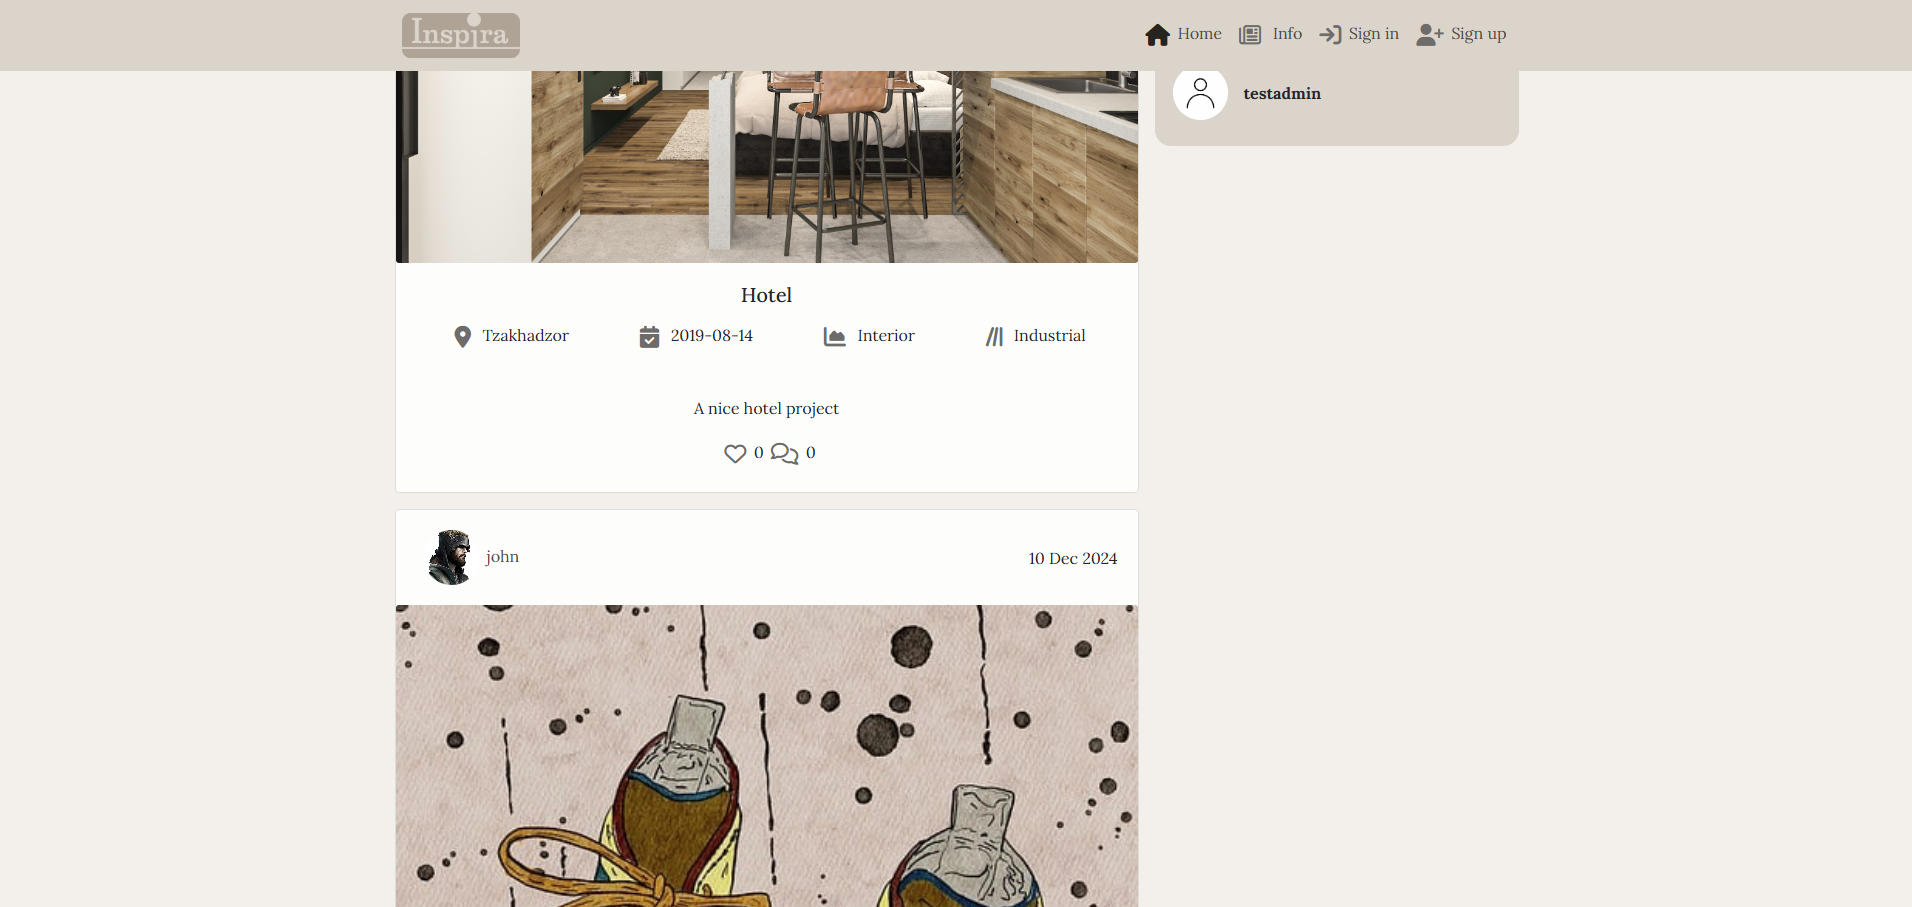 Inspira
Home Info Sign in Sign up
testadmin
Hotel
Tzakhadzor 2019-08-14 Interior Industrial
A nice hotel project
0 0
john 10 Dec 2024